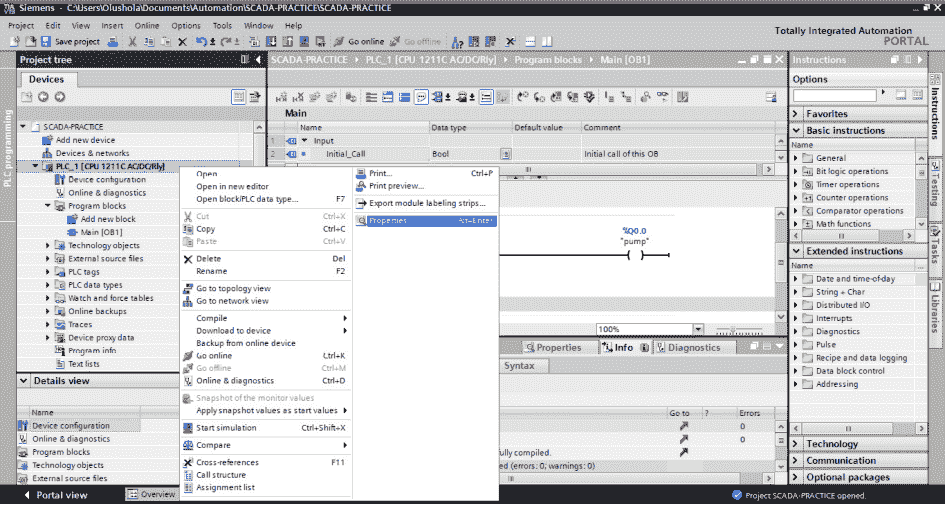 Siemens - C:\Users\Olushola\Documents\Automation\SCADA-PRACTICE\SCADA-PRACTICE
Project Edit View Insert Online Options Tools Window Help
Totally Integrated Automation
PORTAL
Save project
Go online
Go offline
PLC programming
Project tree
Devices
SCADA-PRACTICE
Add new device
Devices & networks
PLC_1 [CPU 1211C AC/DC/Rly]
Device configuration
Online & diagnostics
Program blocks
Add new block
Main [OB1]
Technology objects
External source files
PLC tags
PLC data types
Watch and force tables
Online backups
Traces
Device proxy data
Program info
Text lists
Details view
Name
Device configuration
Online & diagnostics
Program blocks
Technology objects
External source files
Portal view
Overview
Open
Open in new editor
Open block/PLC data type... F7
Cut Ctrl+X
Copy Ctrl+C
Paste Ctrl+V
Delete Del
Rename F2
Go to topology view
Go to network view
Compile
Download to device
Backup from online device
Go online Ctrl+K
Go offline Ctrl+M
Online & diagnostics Ctrl+D
Snapshot of the monitor values
Apply snapshot values as start values
Start simulation Ctrl+Shift+X
Compare
Cross-references F11
Call structure
Assignment list
Print... Ctrl+P
Print preview...
Export module labeling strips...
Properties Alt+Enter
SCADA-PRACTICE PLC_1 [CPU 1211C AC/DC/Rly] Program blocks Main [OB1]
Main
Name Data type Default value Comment
1 Input
2 Initial_Call Bool Initial call of this OB
%Q0.0
"pump"
100%
Properties Info Diagnostics
Syntax
Go to ? Errors
0
0
fully compiled.
(errors: 0; warnings: 0)
Instructions
Options
Favorites
Basic instructions
Name
General
Bit logic operations
Timer operations
Counter operations
Comparator operations
Math functions
Extended instructions
Name
Date and time-of-day
String + Char
Distributed I/O
Interrupts
Diagnostics
Pulse
Recipe and data logging
Data block control
Addressing
Technology
Communication
Optional packages
Instructions
Testing
Tasks
Libraries
Project SCADA-PRACTICE opened.